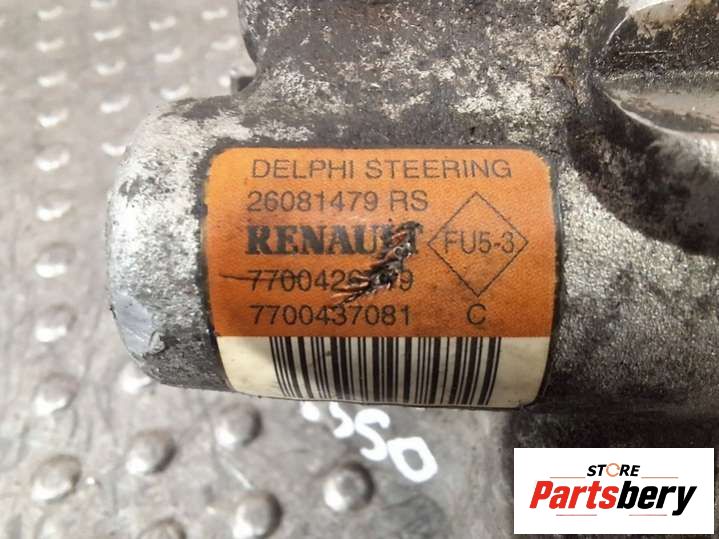 DELPHI STEERING
26081479 RS
RENAULT
FU5-3
7700437081 C
STORE
Partsbery